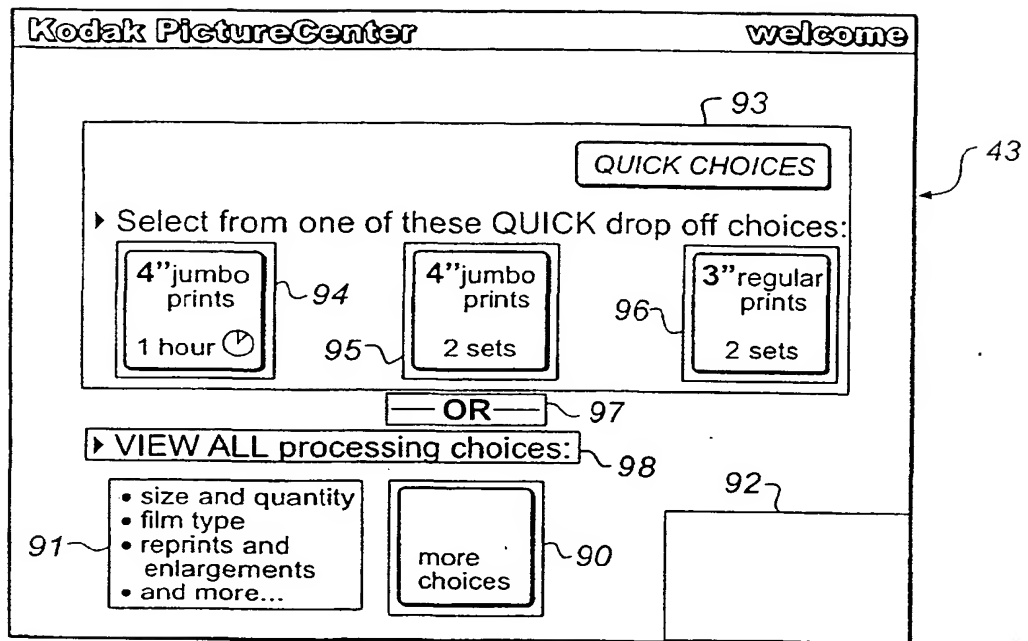 Kodak PictureCenter welcome
93
QUICK CHOICES
43
Select from one of these QUICK drop off choices:
4”jumbo prints
1 hour
94
4”jumbo prints
2 sets
95
3”regular prints
2 sets
96
OR
97
VIEW ALL processing choices:
98
• size and quantity
• film type
• reprints and
enlargements
• and more...
91
more
choices
90
92